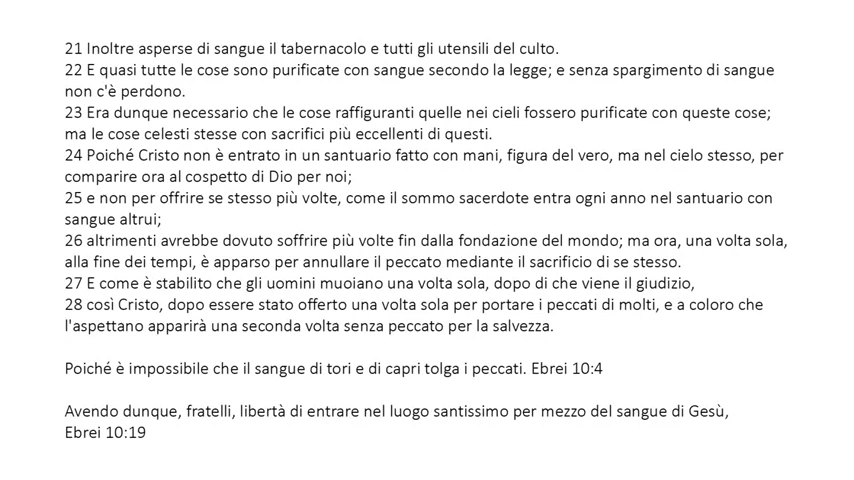 21 Inoltre asperse di sangue il tabernacolo e tutti gli utensili del culto.
22 E quasi tutte le cose sono purificate con sangue secondo la legge; e senza spargimento di sangue
non c'è perdono.
23 Era dunque necessario che le cose raffiguranti quelle nei cieli fossero purificate con queste cose;
ma le cose celesti stesse con sacrifici più eccellenti di questi.
24 Poiché Cristo non è entrato in un santuario fatto con mani, figura del vero, ma nel cielo stesso, per
comparire ora al cospetto di Dio per noi;
25 e non per offrire se stesso più volte, come il sommo sacerdote entra ogni anno nel santuario con
sangue altrui;
26 altrimenti avrebbe dovuto soffrire più volte fin dalla fondazione del mondo; ma ora, una volta sola,
alla fine dei tempi, è apparso per annullare il peccato mediante il sacrificio di se stesso.
27 E come è stabilito che gli uomini muoiano una volta sola, dopo di che viene il giudizio,
28 così Cristo, dopo essere stato offerto una volta sola per portare i peccati di molti, e a coloro che
l'aspettano apparirà una seconda volta senza peccato per la salvezza.
Poiché è impossibile che il sangue di tori e di capri tolga i peccati. Ebrei 10:4
Avendo dunque, fratelli, libertà di entrare nel luogo santissimo per mezzo del sangue di Gesù,
Ebrei 10:19